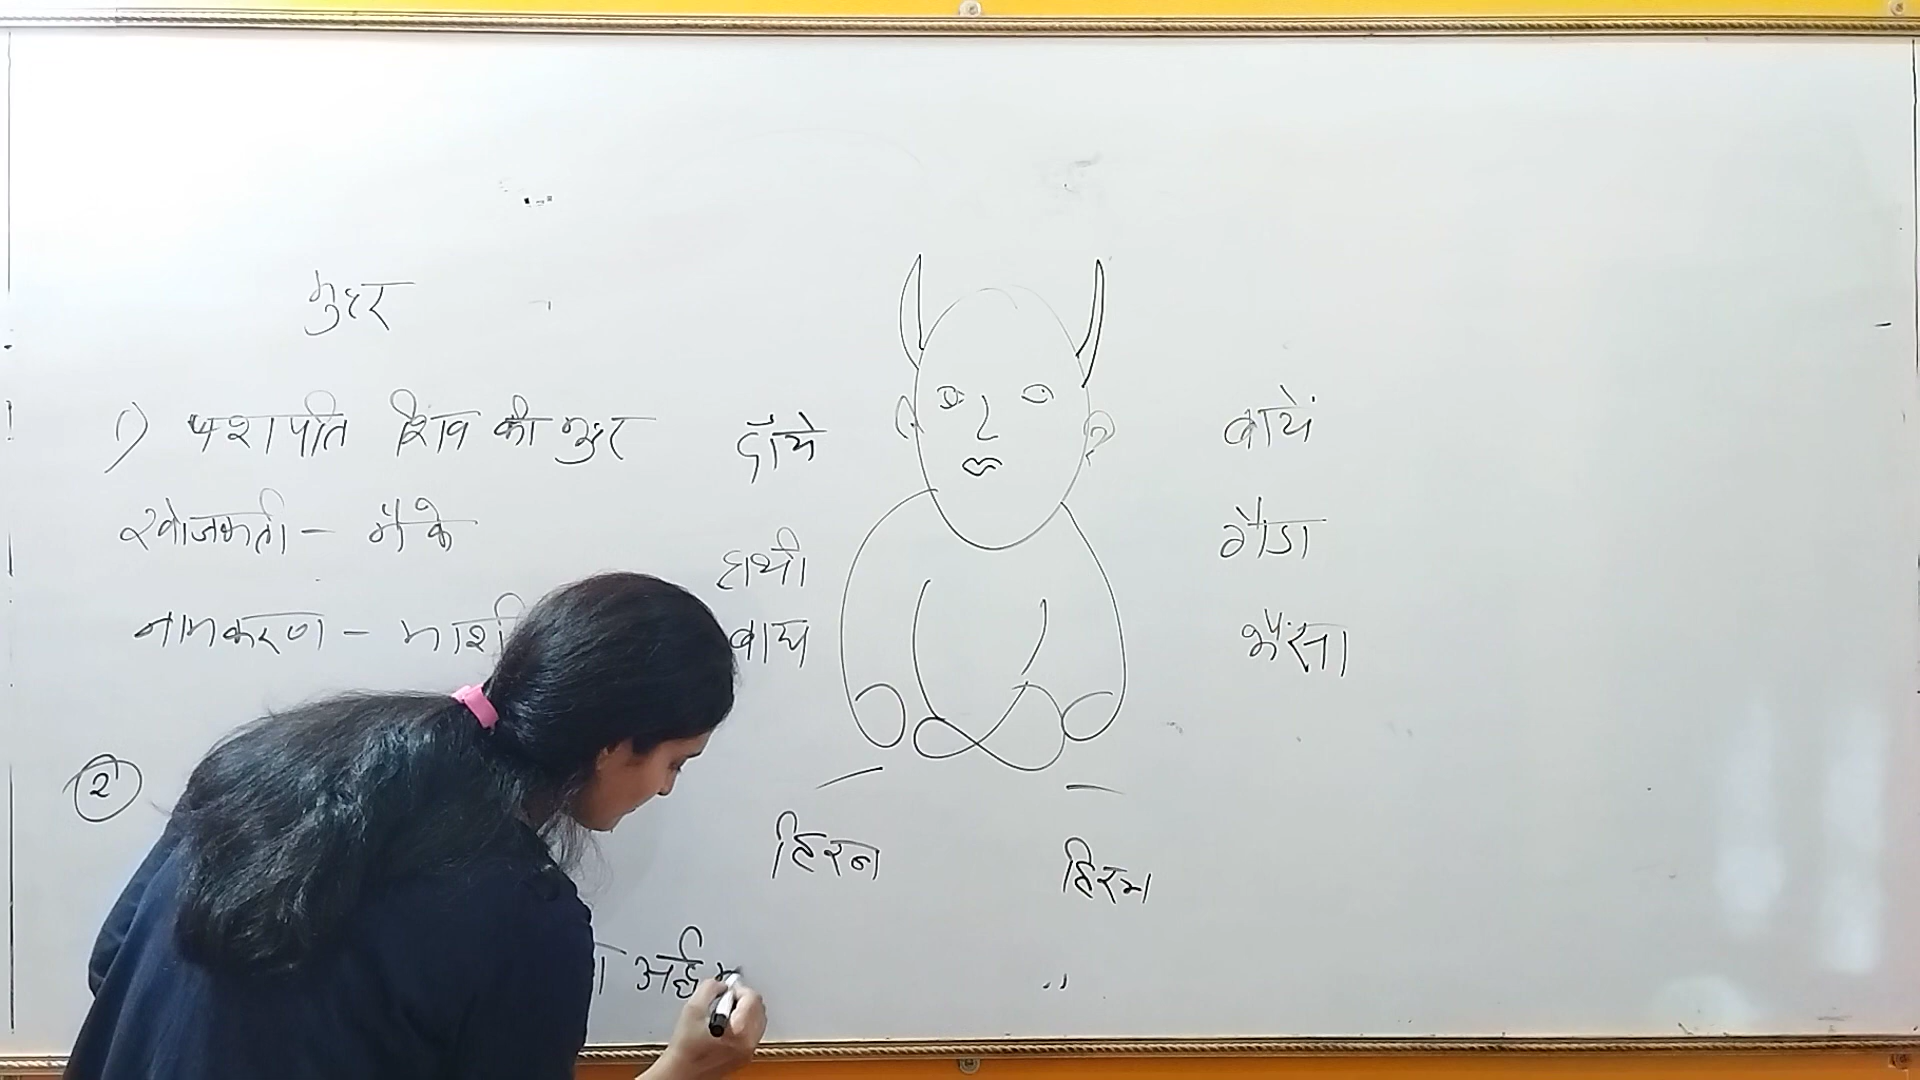 मुहर
1) पशुपति शिव की मुहर
खोजकर्ता - मैके
नामकरण - मार्श
2
अर्द्ध
दाँये
हाथी
बाघ
बायें
गैंडा
भैंसा
हिरन
हिरन